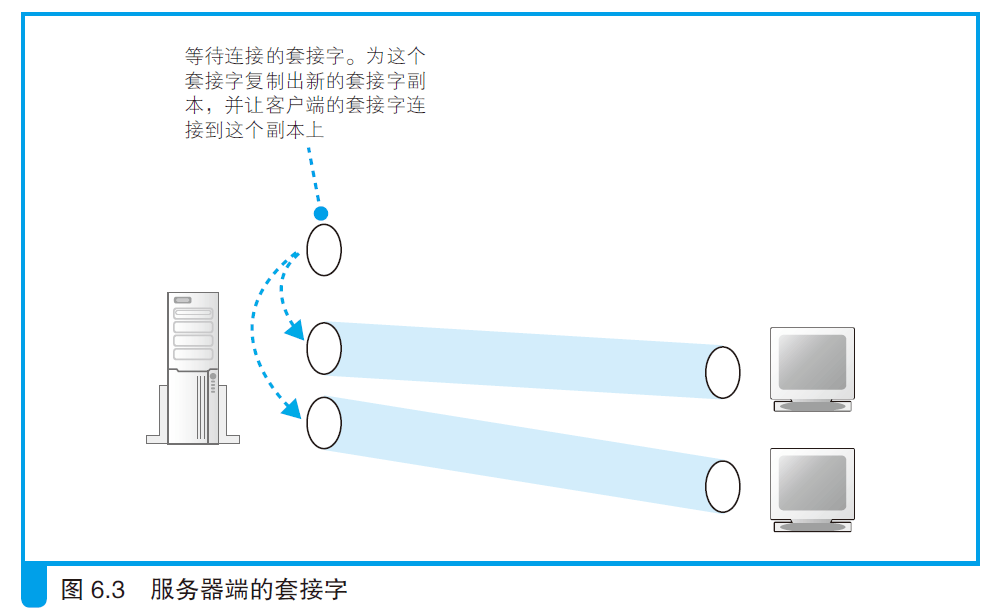 等待连接的套接字。为这个
套接字复制出新的套接字副
本，并让客户端的套接字连
接到这个副本上
图 6.3 服务器端的套接字